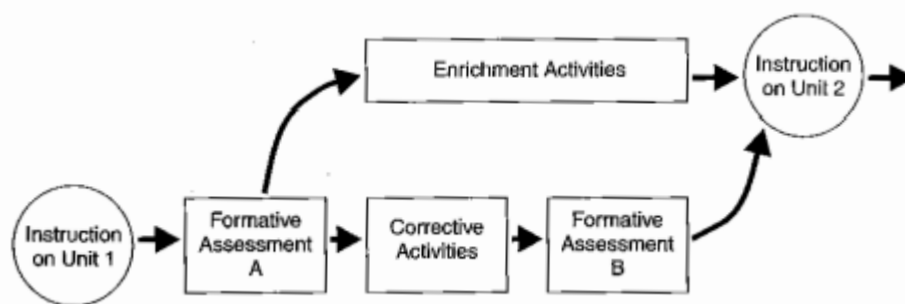 Enrichment Activities
Instruction
on Unit 2
Instruction
on Unit 1
Formative
Assessment
A
Corrective
Activities
Formative
Assessment
B